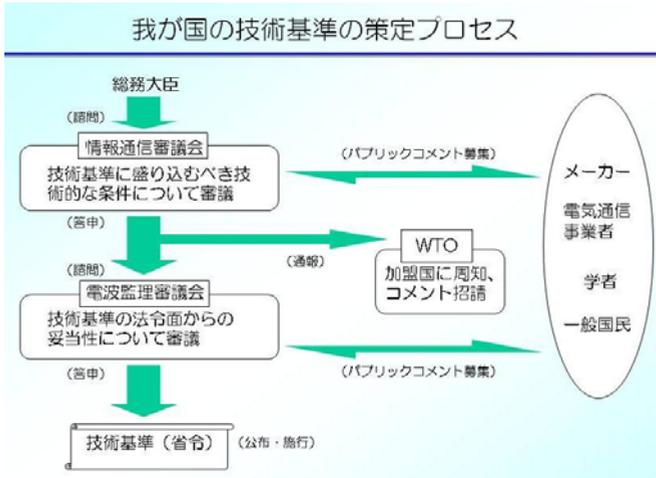 我が国の技術基準の策定プロセス
総務大臣
(諮問)
情報通信審議会
技術基準に盛り込むべき技
術的な条件について審議
(パブリックコメント募集)
メーカー
電気通信
事業者
学者
一般国民
(答申)
(通報)
WTO
加盟国に周知、
コメント招請
(諮問)
電波監理審議会
技術基準の法令面からの
妥当性について審議
(パブリックコメント募集)
(答申)
技術基準(省令)
(公布・施行)